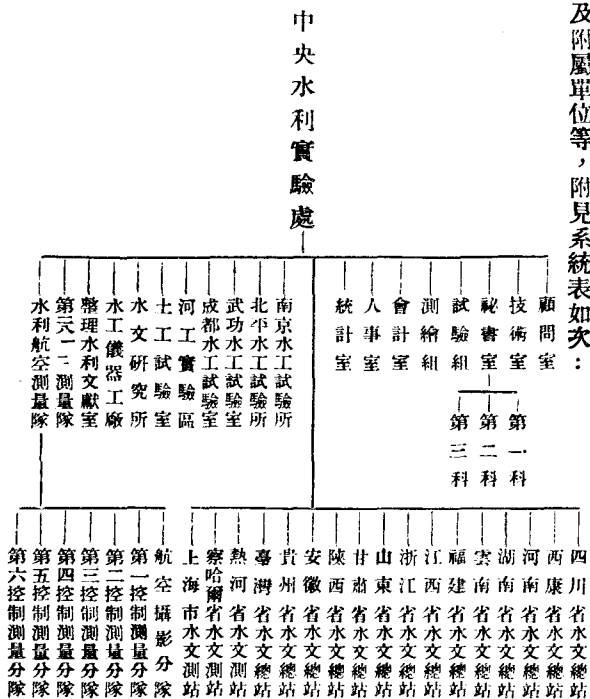 及附屬單位等，附見系統表如次：
中央水利實驗處
顧問室
技術室
祕書室
試驗組
測繪組
會計室
人事室
統計室
南京水工試驗所
北平水工試驗所
武功水工試驗室
成都水工試驗室
河工實驗區
土工試驗室
水文研究所
水工儀器工廠
整理水利文獻室
第二測量隊
水利航空測量隊
第一科
第二科
第三科
四川省水文總站
西康省水文總站
河南省水文總站
湖南省水文總站
雲南省水文總站
福建省水文總站
江西省水文總站
浙江省水文總站
山東省水文總站
甘肅省水文總站
陝西省水文總站
安徽省水文總站
貴州省水文總站
臺灣省水文總站
熱河省水文測站
察哈爾省水文測站
上海市水文測站
航空攝影分隊
第一控制測量分隊
第二控制測量分隊
第三控制測量分隊
第四控制測量分隊
第五控制測量分隊
第六控制測量分隊